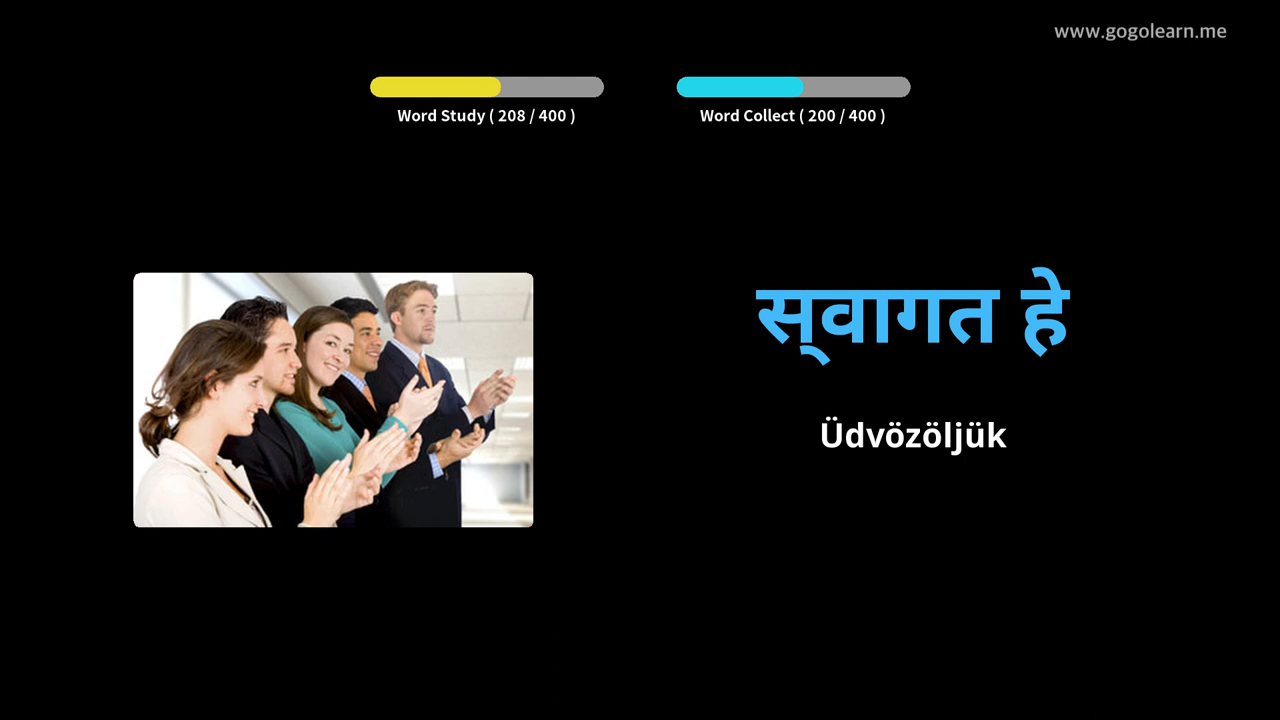 www.gogolearn.me
Word Study ( 208 / 400 )
Word Collect ( 200 / 400 )
स्‌वागत हे
Üdvözöljük